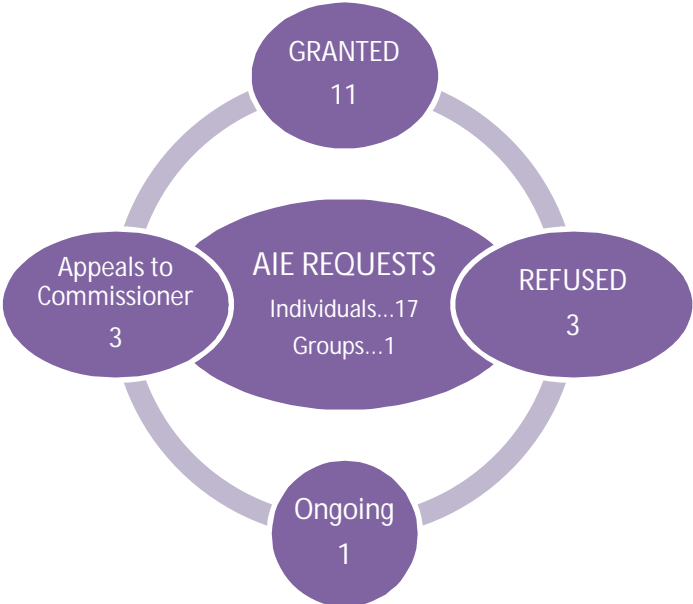 GRANTED
11
Appeals to
Commissioner
3
AIE REQUESTS
Individuals...17
Groups...1
REFUSED
3
Ongoing
1